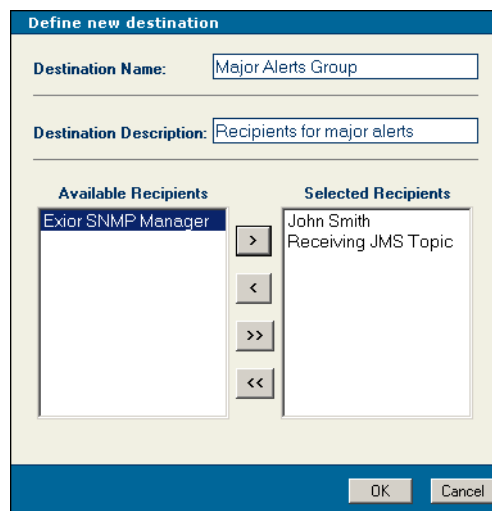 Define new destination
Destination Name: Major Alerts Group
Destination Description: Recipients for major alerts
Available Recipients
Exior SNMP Manager
>
<
>>
<<
Selected Recipients
John Smith
Receiving JMS Topic
OK
Cancel